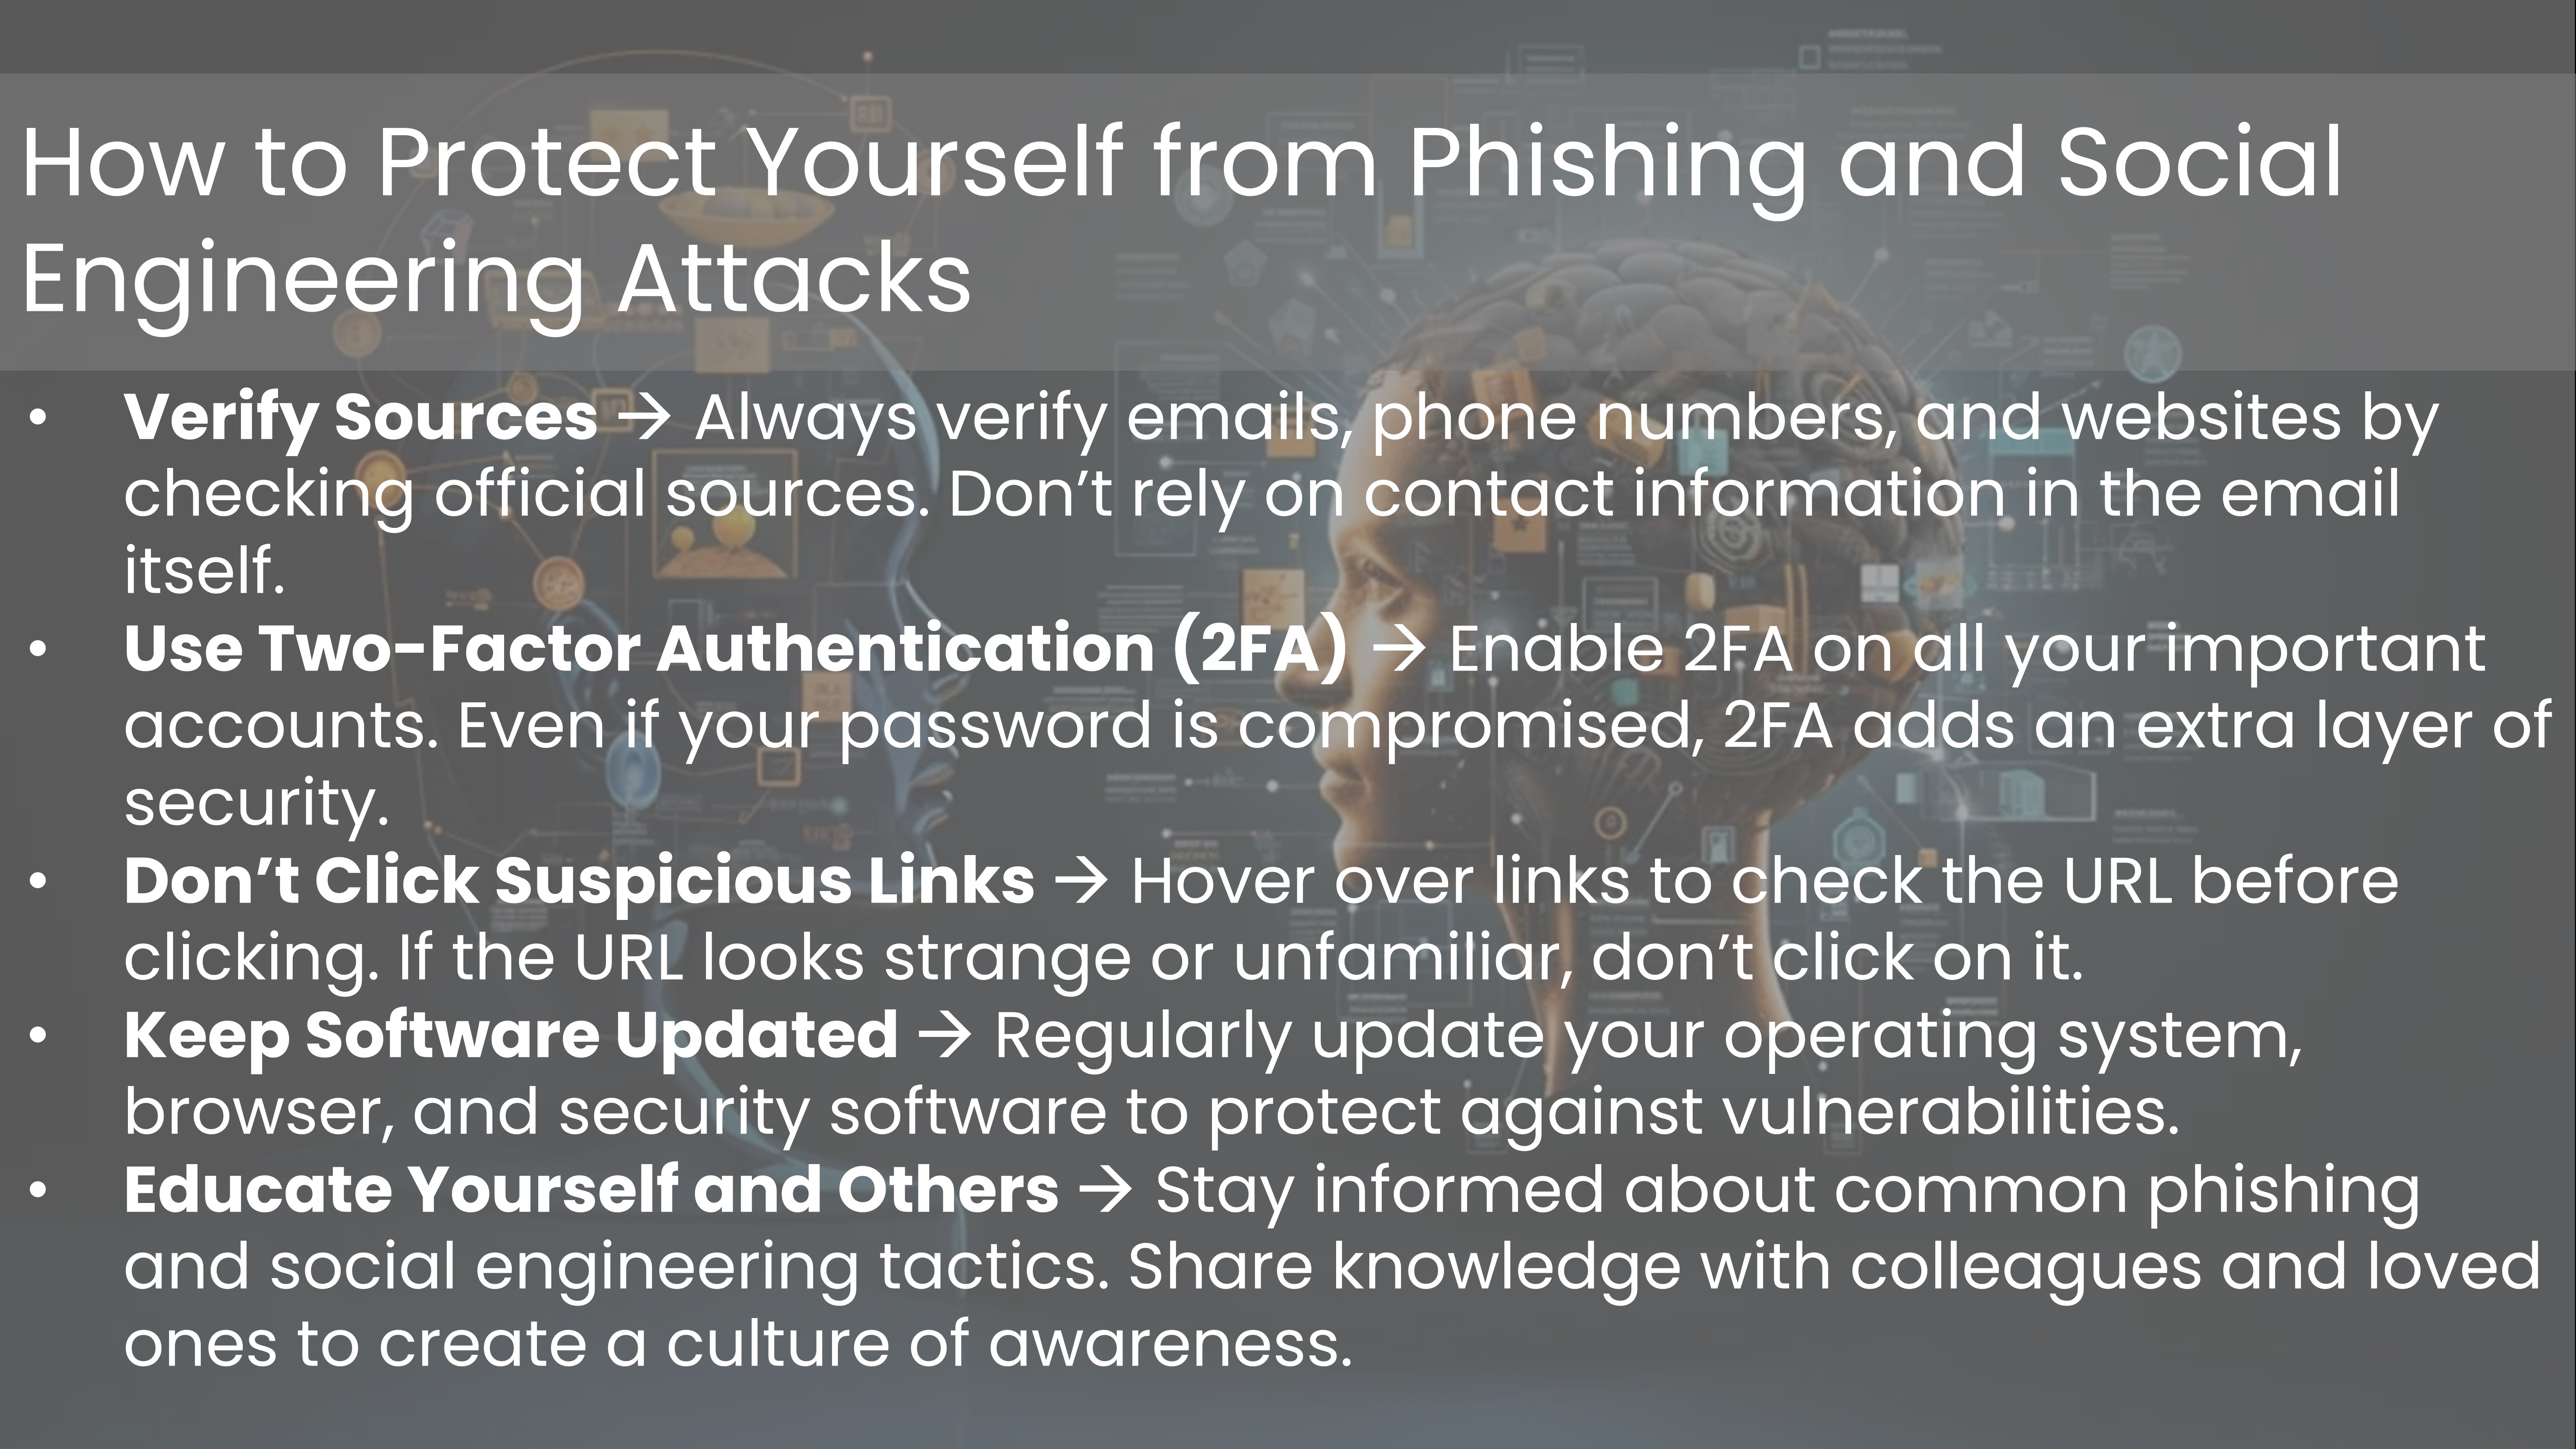 How to Protect Yourself from Phishing and Social
Engineering Attacks
• Verify Sources → Always verify emails, phone numbers, and websites by
checking official sources. Don’t rely on contact information in the email
itself.
• Use Two-Factor Authentication (2FA) → Enable 2FA on all your important
accounts. Even if your password is compromised, 2FA adds an extra layer of
security.
• Don’t Click Suspicious Links → Hover over links to check the URL before
clicking. If the URL looks strange or unfamiliar, don’t click on it.
• Keep Software Updated → Regularly update your operating system,
browser, and security software to protect against vulnerabilities.
• Educate Yourself and Others → Stay informed about common phishing
and social engineering tactics. Share knowledge with colleagues and loved
ones to create a culture of awareness.